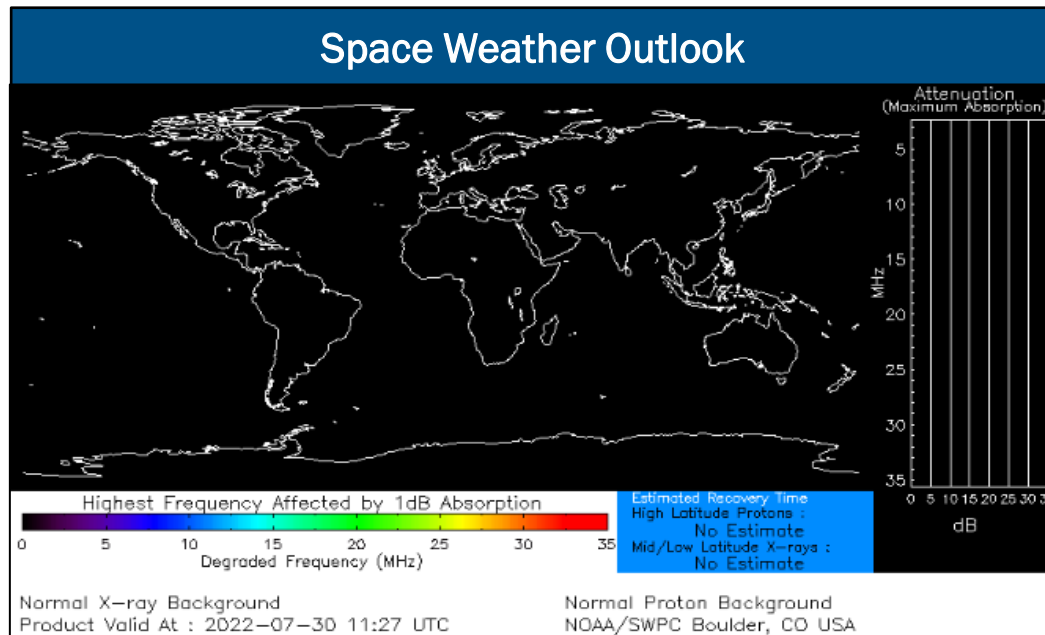 Space Weather Outlook
Attenuation
(Maximum Absorption)
5
10
15
20
25
30
35
MHz
0 5 10 15 20 25 30
dB
Highest Frequency Affected by 1dB Absorption
0 5 10 15 20 25 35
Degraded Frequency (MHz)
Estimated Recovery Time
High Latitude Protons :
No Estimate
Mid/Low Latitude X-rays :
No Estimate
Normal X-ray Background
Product Valid At : 2022-07-30 11:27 UTC
Normal Proton Background
NOAA/SWPC Boulder, CO USA